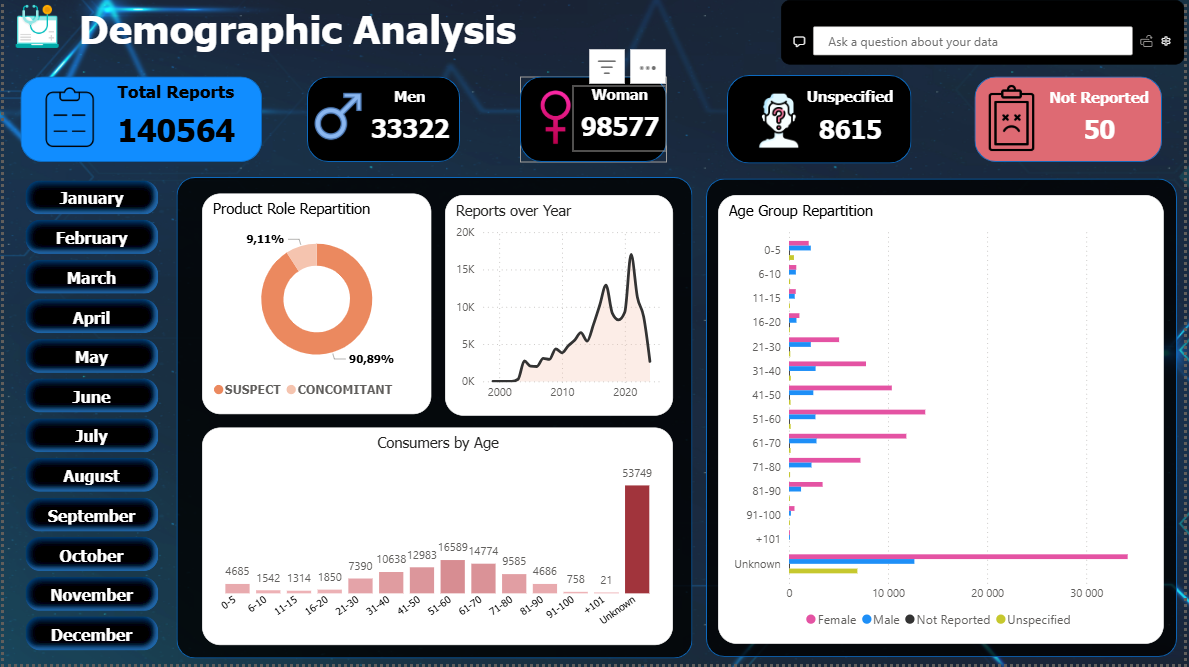 Demographic Analysis
Ask a question about your data
Total Reports
140564
Men
33322
Woman
98577
Unspecified
8615
Not Reported
50
January
February
March
April
May
June
July
August
September
October
November
December
Product Role Repartition
9,11%
90,89%
SUSPECT CONCOMITANT
Reports over Year
20K
15K
10K
5K
0K
2000 2010 2020
Consumers by Age
4685 1542 1314 1850 7390 10638 12983 16589 14774 9585 4686 758 21 53749
0-5 6-10 11-15 16-20 21-30 31-40 41-50 51-60 61-70 71-80 81-90 91-100 +101 Unknown
Age Group Repartition
0-5
6-10
11-15
16-20
21-30
31-40
41-50
51-60
61-70
71-80
81-90
91-100
+101
Unknown
0 10 000 20 000 30 000
Female Male Not Reported Unspecified